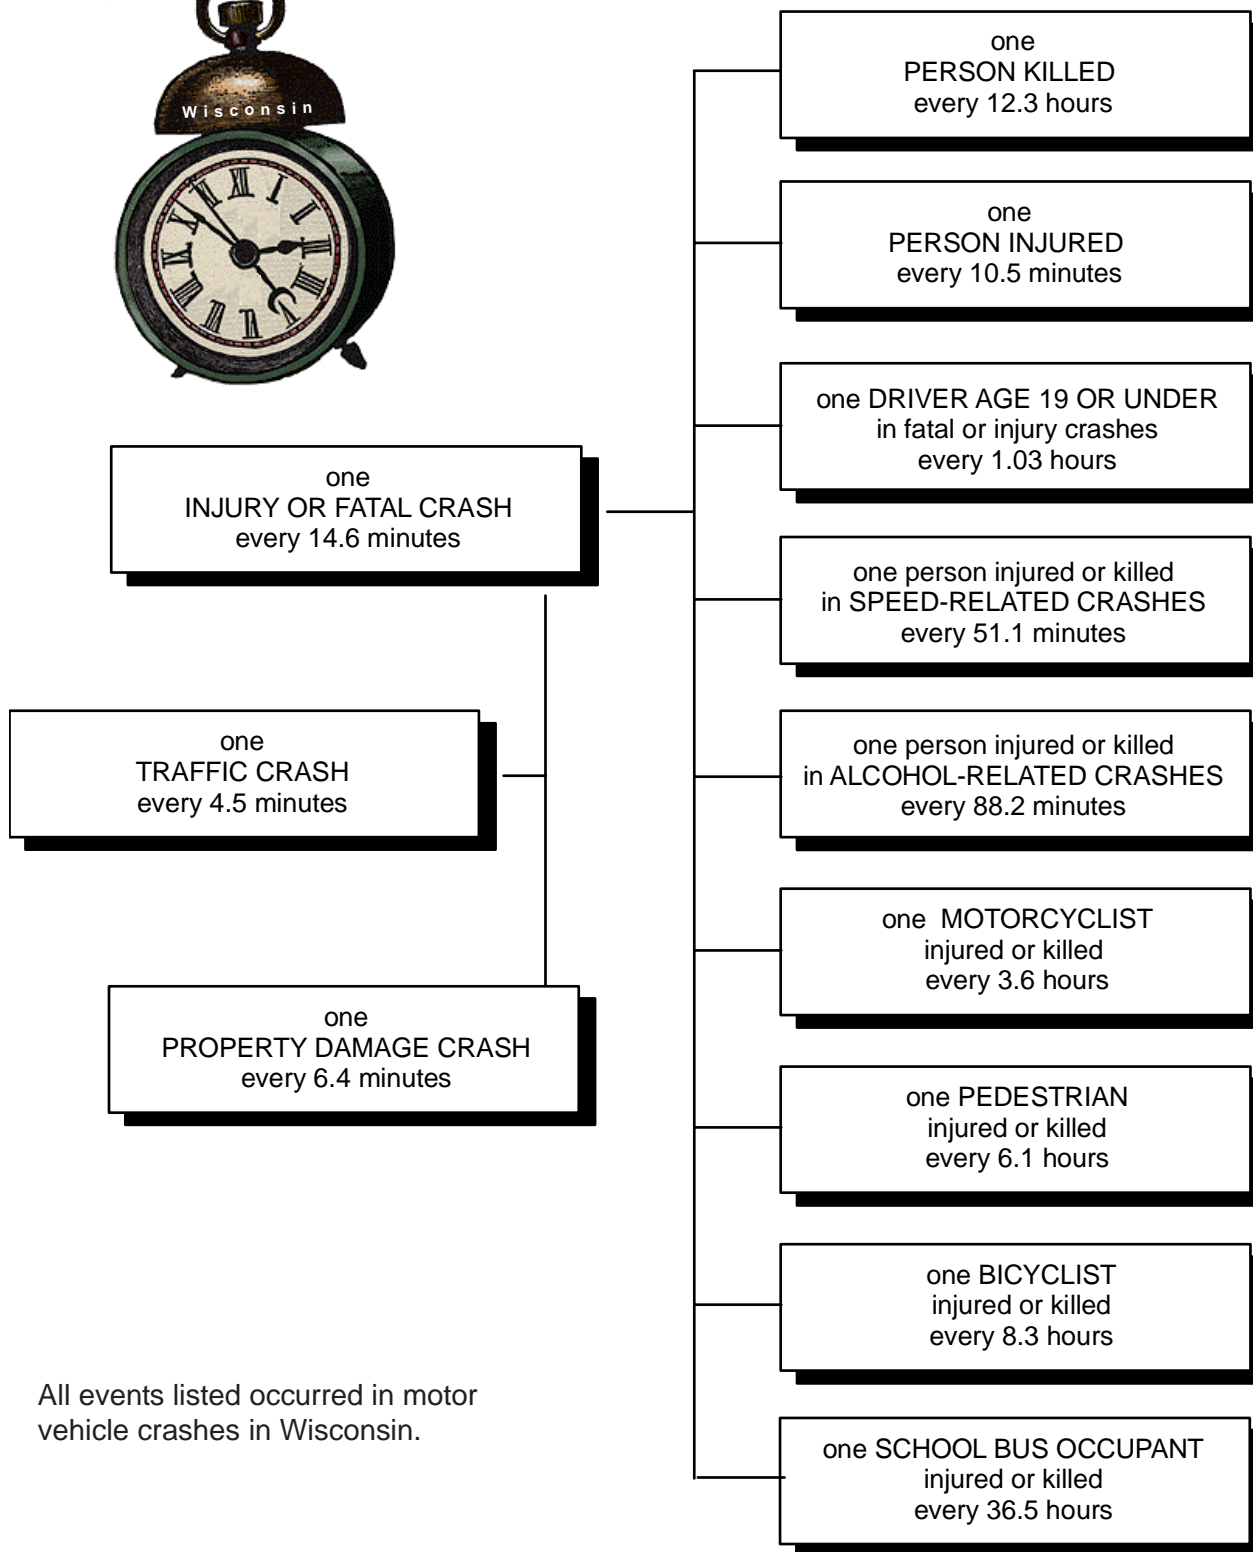 Wisconsin
one
PERSON KILLED
every 12.3 hours
one
PERSON INJURED
every 10.5 minutes
one DRIVER AGE 19 OR UNDER
in fatal or injury crashes
every 1.03 hours
one
INJURY OR FATAL CRASH
every 14.6 minutes
one person injured or killed
in SPEED-RELATED CRASHES
every 51.1 minutes
one
TRAFFIC CRASH
every 4.5 minutes
one person injured or killed
in ALCOHOL-RELATED CRASHES
every 88.2 minutes
one MOTORCYCLIST
injured or killed
every 3.6 hours
one
PROPERTY DAMAGE CRASH
every 6.4 minutes
one PEDESTRIAN
injured or killed
every 6.1 hours
one BICYCLIST
injured or killed
every 8.3 hours
All events listed occurred in motor
vehicle crashes in Wisconsin.
one SCHOOL BUS OCCUPANT
injured or killed
every 36.5 hours